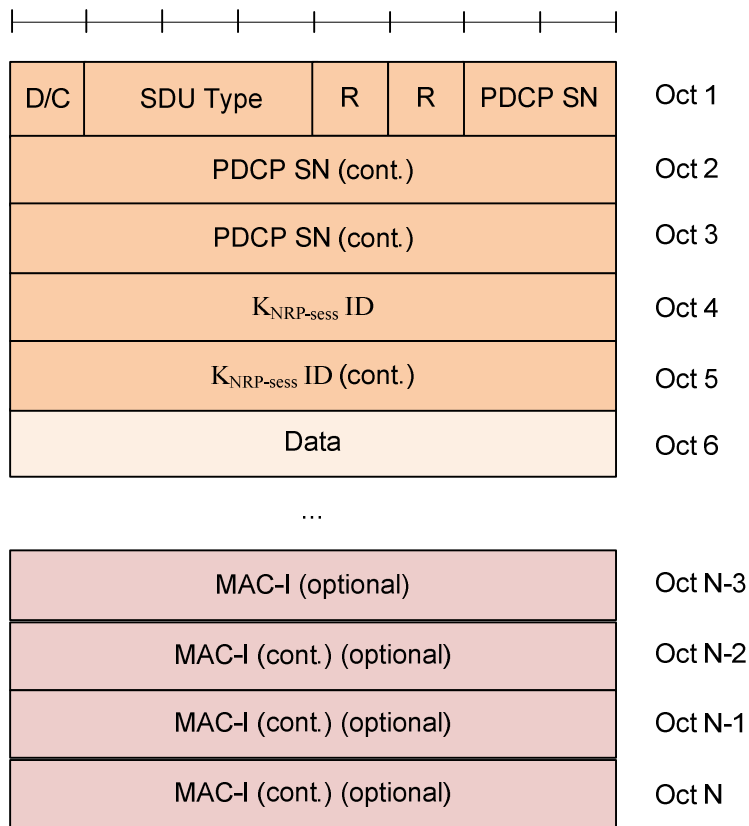 D/C SDU Type R R PDCP SN Oct 1
PDCP SN (cont.) Oct 2
PDCP SN (cont.) Oct 3
KNRP-sess ID Oct 4
KNRP-sess ID (cont.) Oct 5
Data Oct 6
...
MAC-I (optional) Oct N-3
MAC-I (cont.) (optional) Oct N-2
MAC-I (cont.) (optional) Oct N-1
MAC-I (cont.) (optional) Oct N